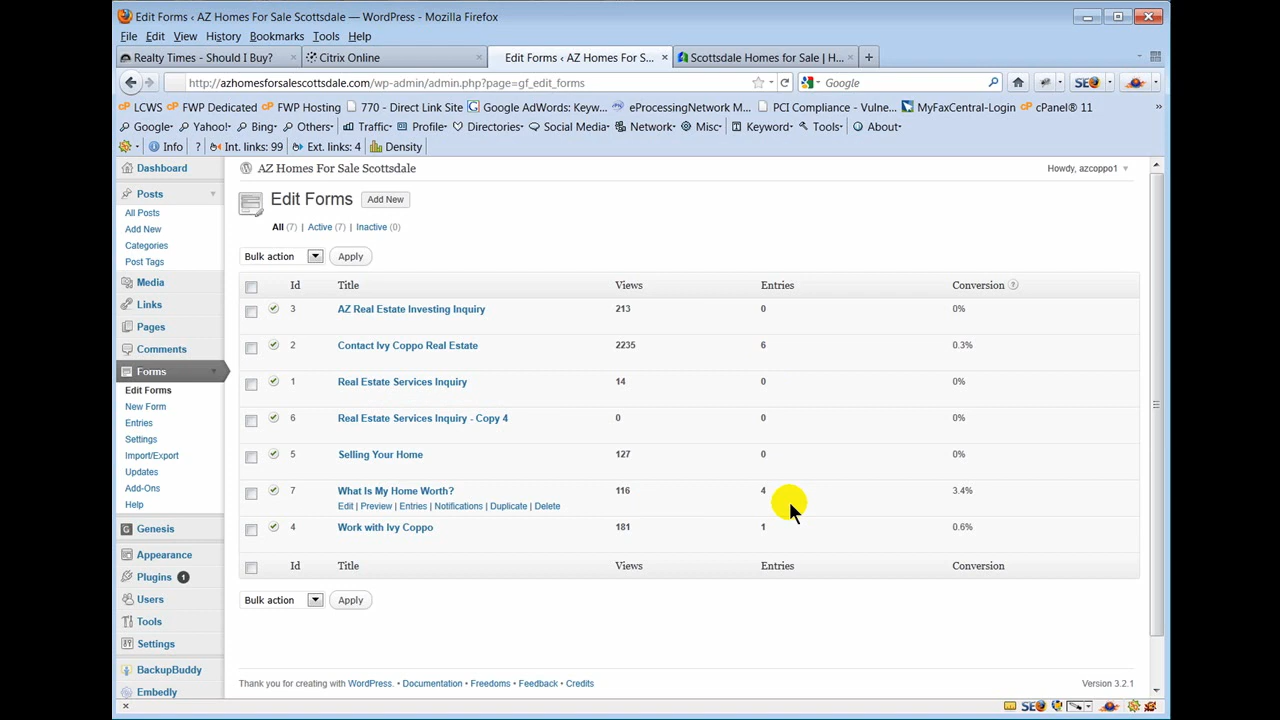 Edit Forms ‹ AZ Homes For Sale Scottsdale — WordPress - Mozilla Firefox
File Edit View History Bookmarks Tools Help
Realty Times - Should I Buy? Citrix Online Edit Forms ‹ AZ Homes For S... Scottsdale Homes for Sale | H...
http://azhomesforsalescottsdale.com/wp-admin/admin.php?page=gf_edit_forms Google SEO
LCWS FWP Dedicated FWP Hosting 770 - Direct Link Site Google AdWords: Keyw... eProcessingNetwork M... PCI Compliance - Vulne... MyFaxCentral-Login cPanel® 11 »
Google Yahoo! Bing Others Traffic Profile Directories Social Media Network Misc Keyword Tools About
Info ? Int. links: 99 Ext. links: 4 Density
Dashboard
Posts
All Posts
Add New
Categories
Post Tags
Media
Links
Pages
Comments
Forms
Edit Forms
New Form
Entries
Settings
Import/Export
Updates
Add-Ons
Help
Genesis
Appearance
Plugins 1
Users
Tools
Settings
BackupBuddy
Embedly
AZ Homes For Sale Scottsdale Howdy, azcoppo1
Edit Forms Add New
All (7) | Active (7) | Inactive (0)
Bulk action Apply
Id Title Views Entries Conversion ?
3 AZ Real Estate Investing Inquiry 213 0 0%
2 Contact Ivy Coppo Real Estate 2235 6 0.3%
1 Real Estate Services Inquiry 14 0 0%
6 Real Estate Services Inquiry - Copy 4 0 0 0%
5 Selling Your Home 127 0 0%
7 What Is My Home Worth? 116 4 3.4%
Edit | Preview | Entries | Notifications | Duplicate | Delete
4 Work with Ivy Coppo 181 1 0.6%
Id Title Views Entries Conversion
Bulk action Apply
Thank you for creating with WordPress. • Documentation • Freedoms • Feedback • Credits Version 3.2.1
x SEO